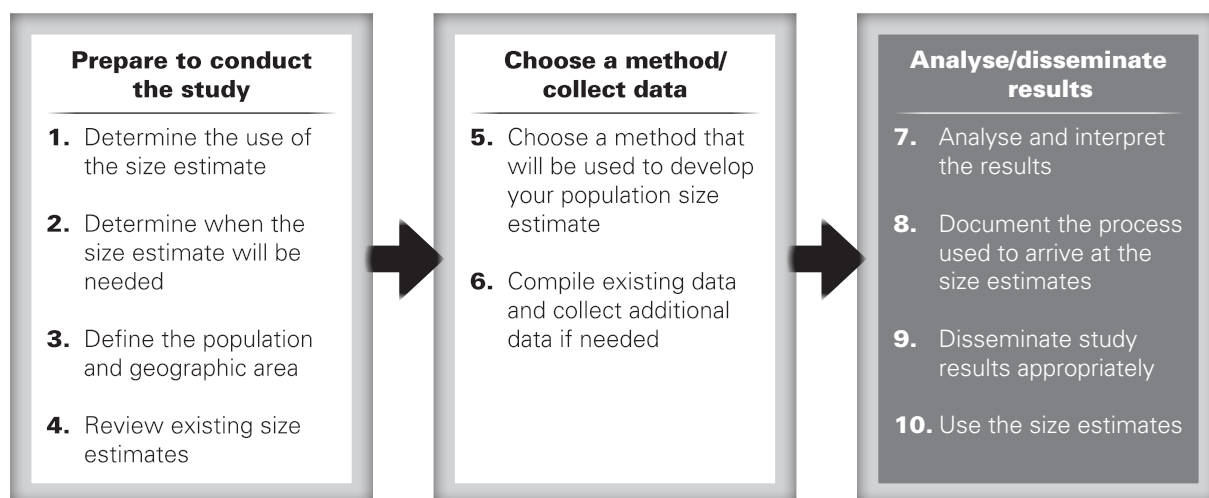 Prepare to conduct
the study
1. Determine the use of
the size estimate
2. Determine when the
size estimate will be
needed
3. Define the population
and geographic area
4. Review existing size
estimates
Choose a method/
collect data
5. Choose a method that
will be used to develop
your population size
estimate
6. Compile existing data
and collect additional
data if needed
Analyse/disseminate
results
7. Analyse and interpret
the results
8. Document the process
used to arrive at the
size estimates
9. Disseminate study
results appropriately
10. Use the size estimates